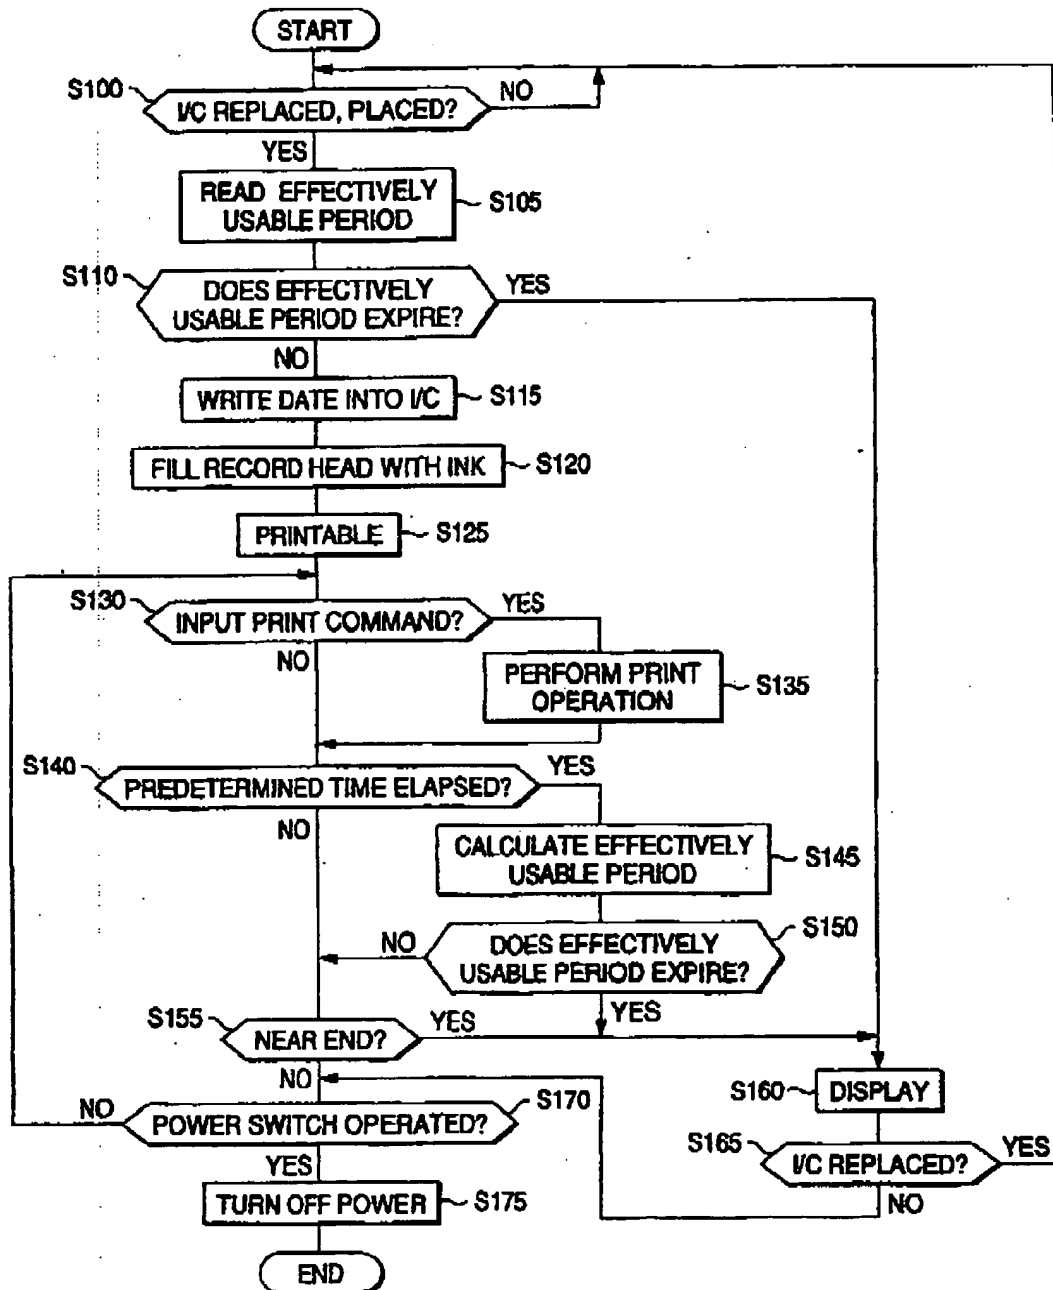 START
S100
I/C REPLACED, PLACED?
NO
YES
READ EFFECTIVELY
USABLE PERIOD
S105
S110
DOES EFFECTIVELY
USABLE PERIOD EXPIRE?
YES
NO
WRITE DATE INTO I/C
S115
FILL RECORD HEAD WITH INK
S120
PRINTABLE
S125
S130
INPUT PRINT COMMAND?
YES
NO
PERFORM PRINT
OPERATION
S135
S140
PREDETERMINED TIME ELAPSED?
YES
NO
CALCULATE EFFECTIVELY
USABLE PERIOD
S145
S150
NO
DOES EFFECTIVELY
USABLE PERIOD EXPIRE?
YES
S155
NEAR END?
YES
NO
S160
DISPLAY
NO
POWER SWITCH OPERATED?
S170
S165
I/C REPLACED?
YES
NO
YES
TURN OFF POWER
S175
END